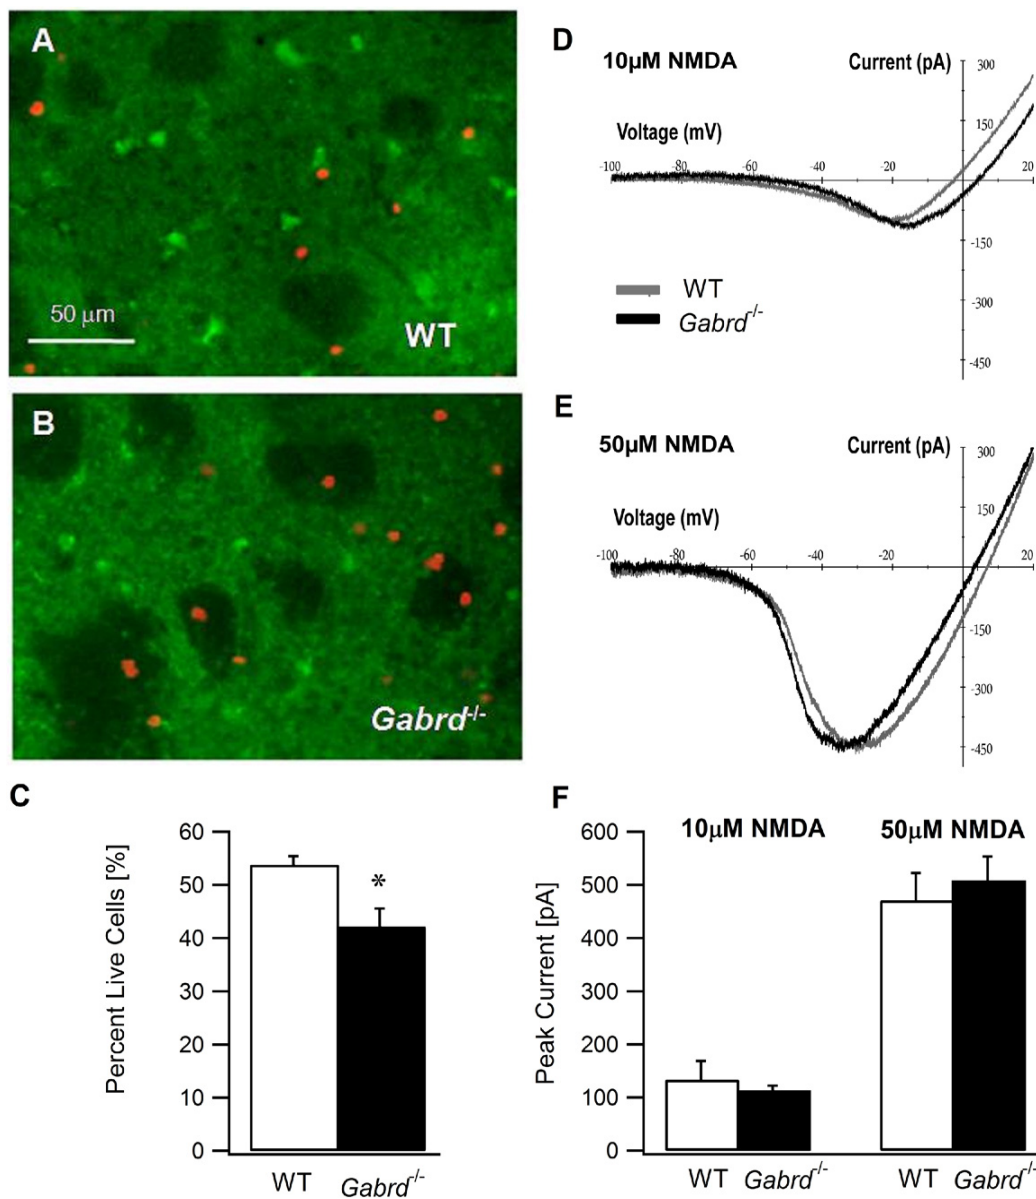 A
50 μm
WT
B
Gabrd-/-
C
Percent Live Cells [%]
60
50
40
30
20
10
0
*
WT Gabrd-/-
D
10μM NMDA
Current (pA)
Voltage (mV)
300
150
-100 -80 -60 -40 -20 20
-150
-300
-450
WT
Gabrd-/-
E
50μM NMDA
Current (pA)
Voltage (mV)
300
150
-100 -80 -60 -40 -20 20
-150
-300
-450
F
10μM NMDA 50μM NMDA
Peak Current [pA]
600
500
400
300
200
100
0
WT Gabrd-/- WT Gabrd-/-